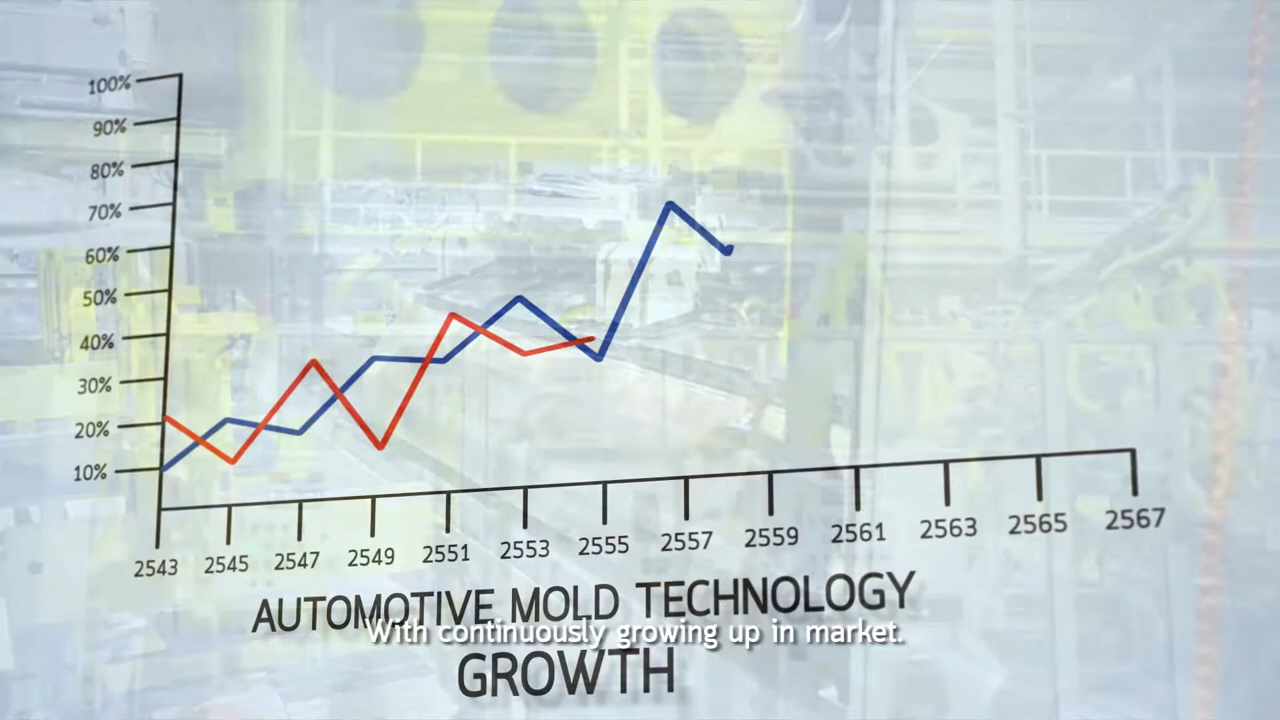 100%
90%
80%
70%
60%
50%
40%
30%
20%
10%
2543 2545 2547 2549 2551 2553 2555 2557 2559 2561 2563 2565 2567
AUTOMOTIVE MOLD TECHNOLOGY
With continuously growing up in market.
GROWTH